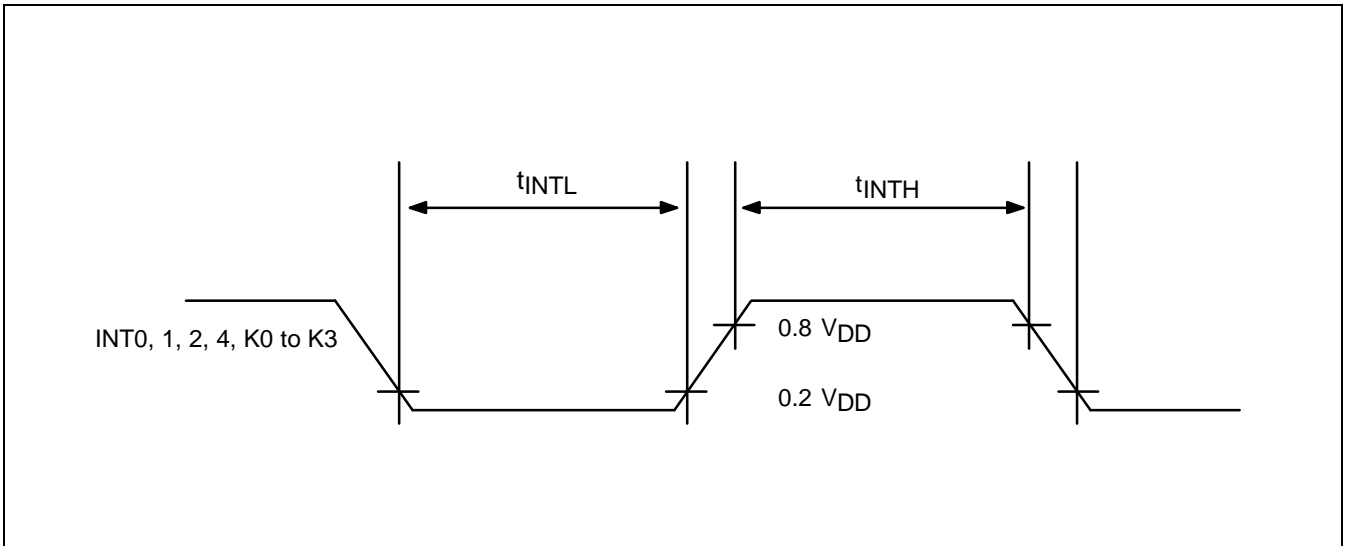 tINTL
tINTH
INT0, 1, 2, 4, K0 to K3
0.8 VDD
0.2 VDD